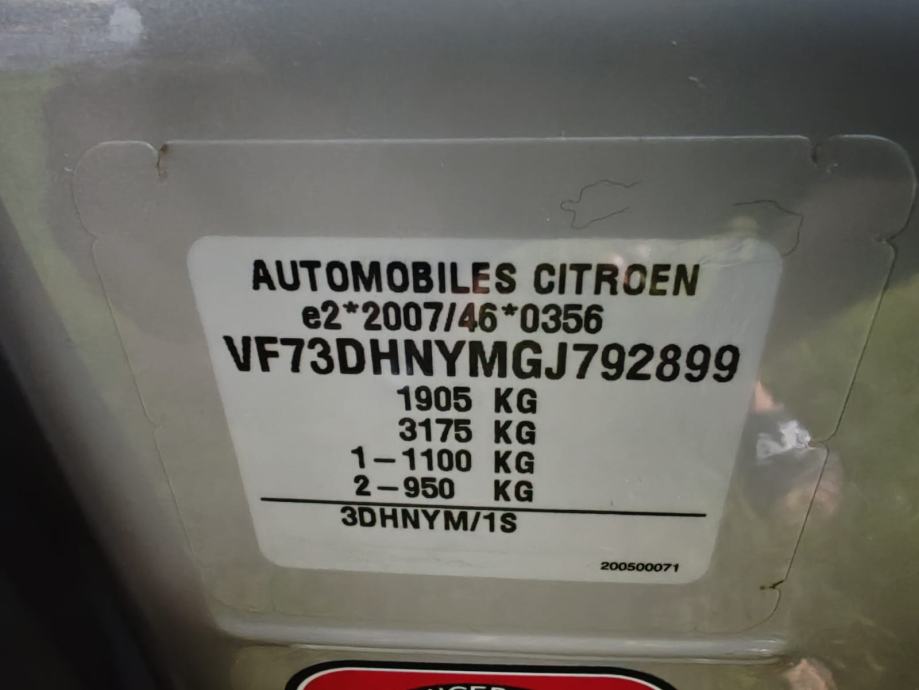 AUTOMOBILES CITROEN
e2*2007/46*0356
VF73DHNYMGJ792899
1905 KG
3175 KG
1-1100 KG
2-950 KG
3DHNYM/1S
200500071